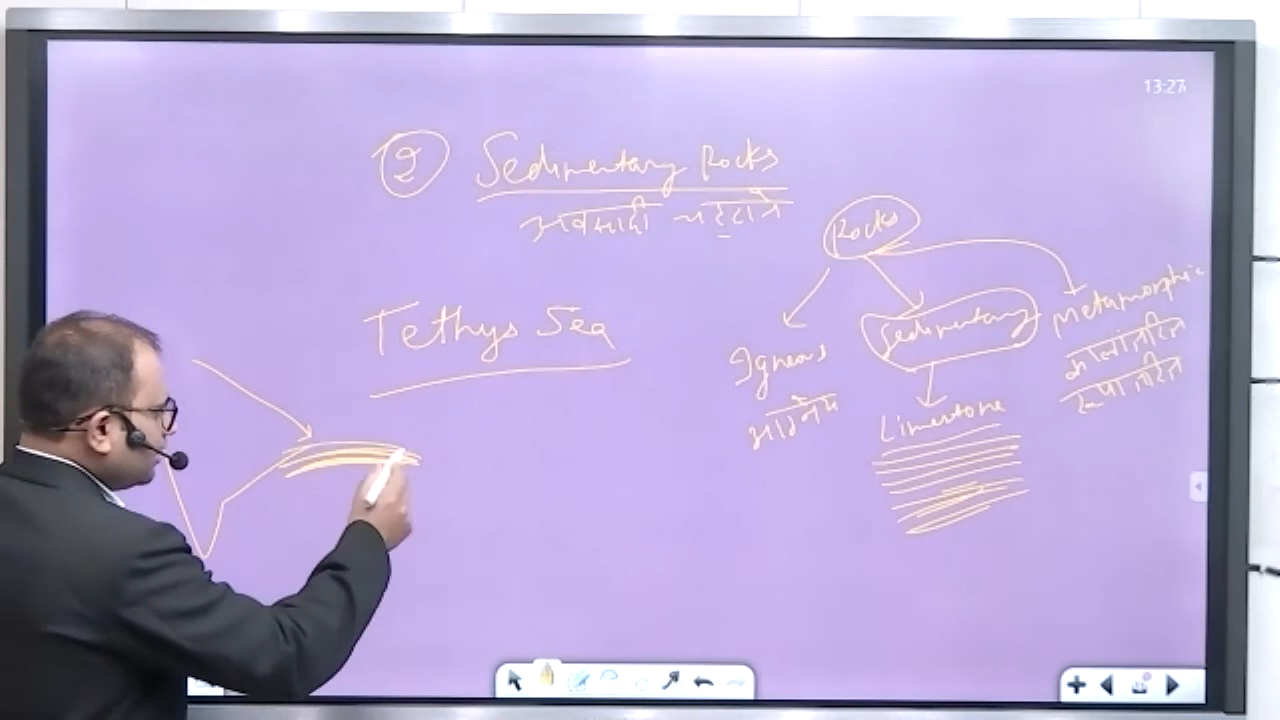 13:27
2 Sedimentary Rocks
अवसादी चट्टाने
Rocks
Tethys Sea
Igneous
आग्नेय
Sedimentary
Metamorphic
कायांतरित
रूपांतरित
Limestone